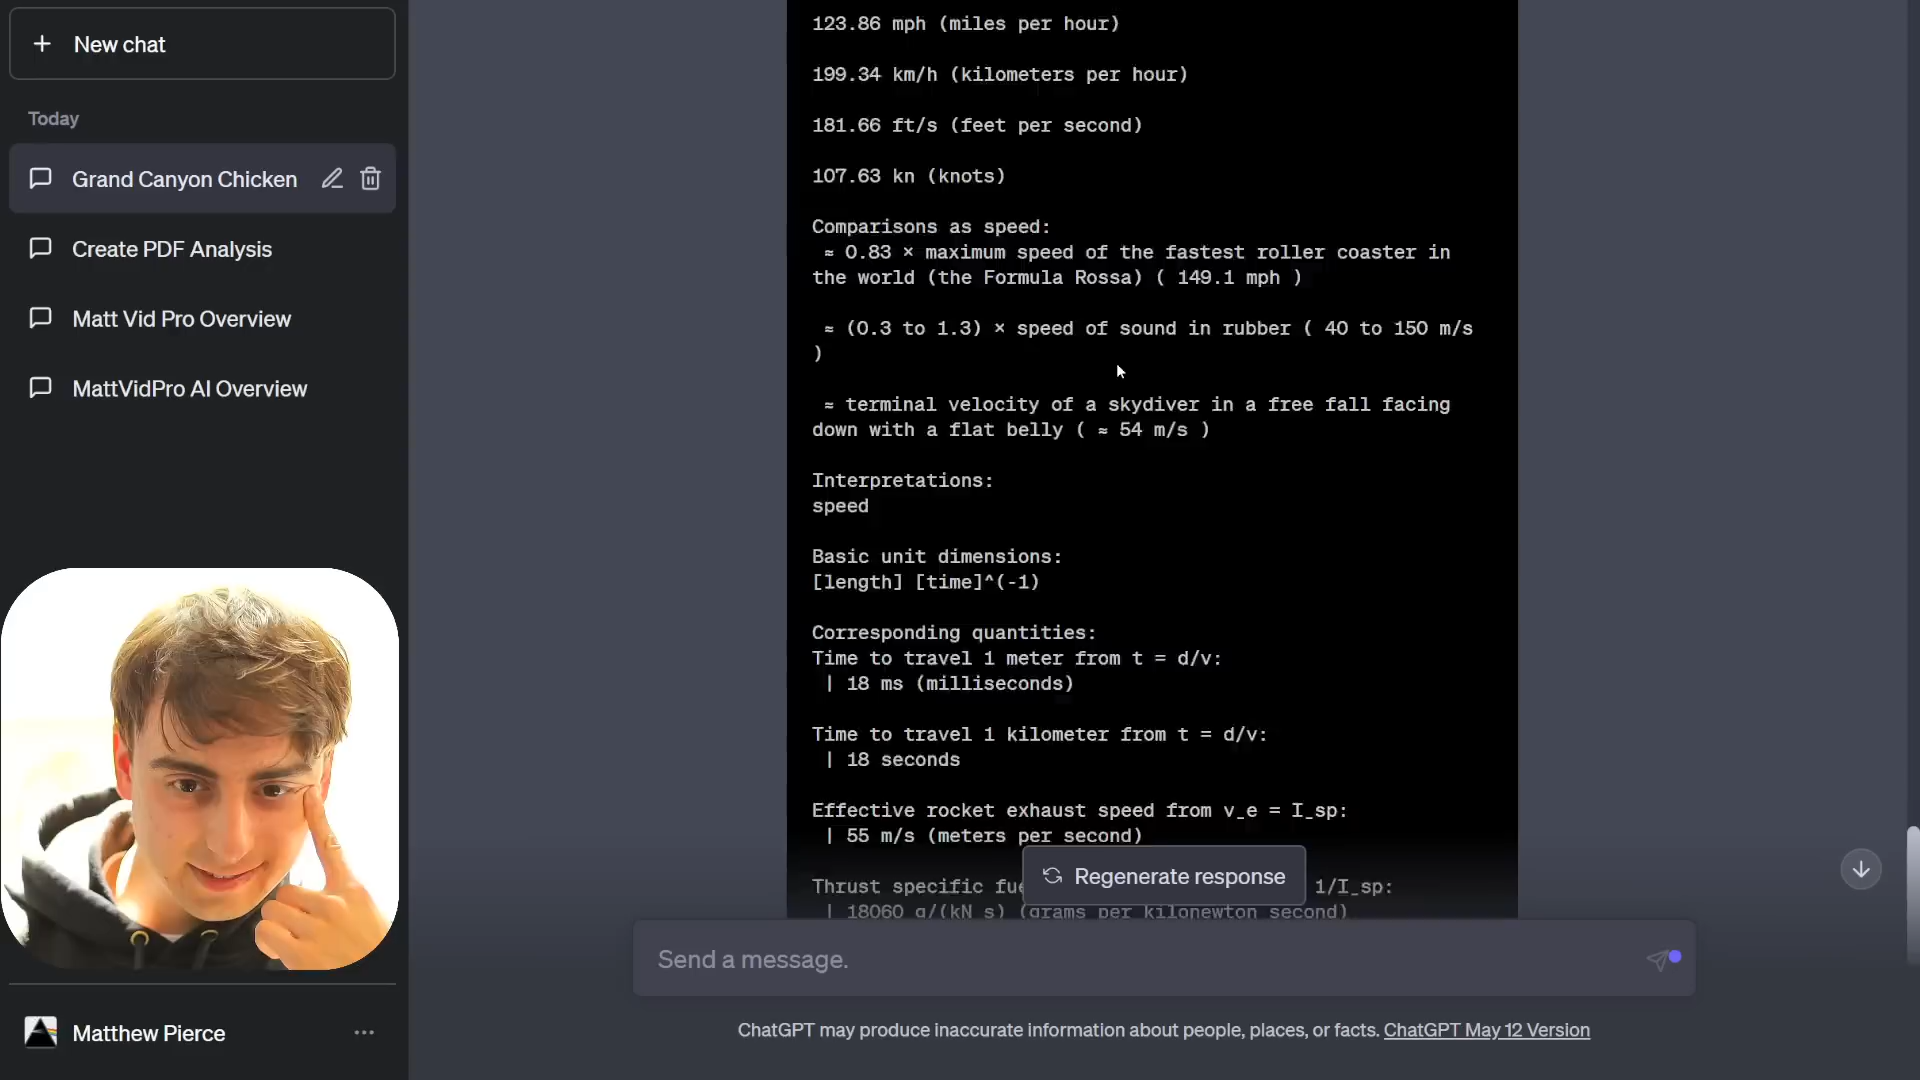 New chat
Today
Grand Canyon Chicken
Create PDF Analysis
Matt Vid Pro Overview
MattVidPro AI Overview
Matthew Pierce
123.86 mph (miles per hour)
199.34 km/h (kilometers per hour)
181.66 ft/s (feet per second)
107.63 kn (knots)
Comparisons as speed:
≈ 0.83 × maximum speed of the fastest roller coaster in
the world (the Formula Rossa) ( 149.1 mph )
≈ (0.3 to 1.3) × speed of sound in rubber ( 40 to 150 m/s
)
≈ terminal velocity of a skydiver in a free fall facing
down with a flat belly ( ≈ 54 m/s )
Interpretations:
speed
Basic unit dimensions:
[length] [time]^(-1)
Corresponding quantities:
Time to travel 1 meter from t = d/v:
| 18 ms (milliseconds)
Time to travel 1 kilometer from t = d/v:
| 18 seconds
Effective rocket exhaust speed from v_e = I_sp:
| 55 m/s (meters per second)
Thrust specific 1/I_sp:
| 18060 g/(kN s) (grams per kilonewton second)
Regenerate response
Send a message.
ChatGPT may produce inaccurate information about people, places, or facts. ChatGPT May 12 Version